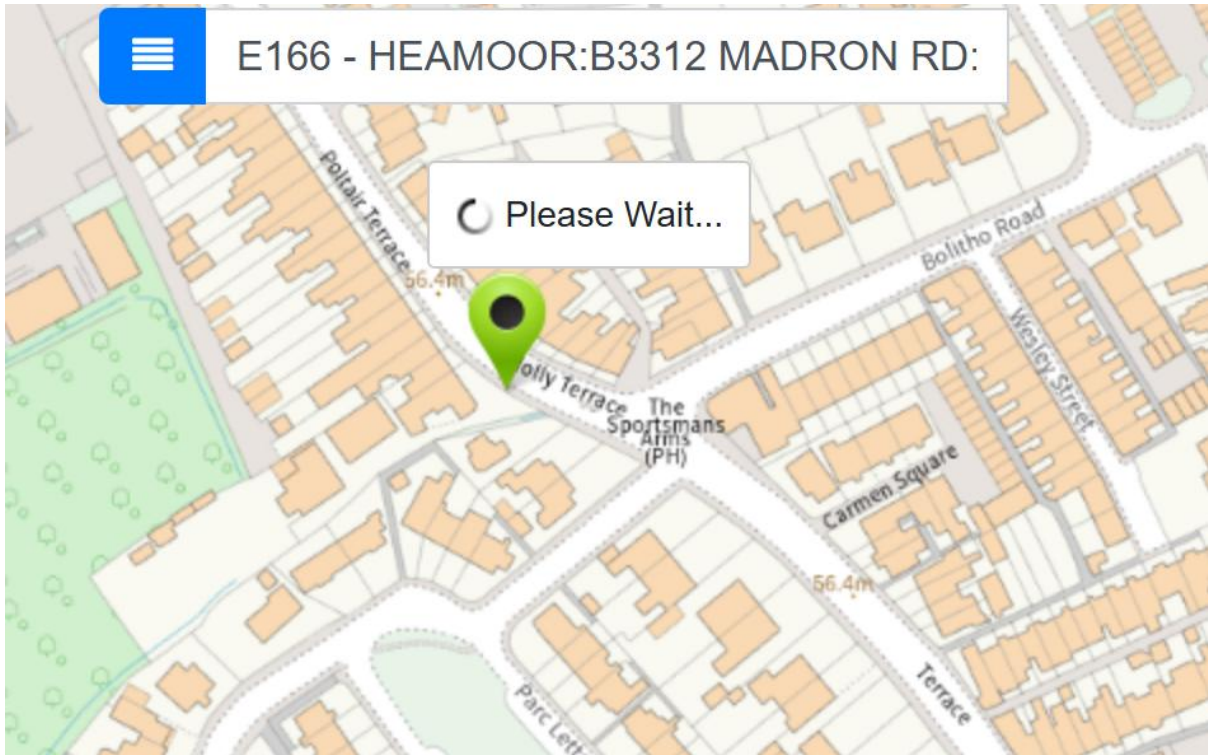 E166 - HEAMOOR:B3312 MADRON RD:
Poltair Terrace
Please Wait...
Bolitho Road
56.4m
Wesley Street
olly Terrace
The
Sportsmans
Arms
(PH)
Carmen Square
56.4m
Terrace
Parc Lett